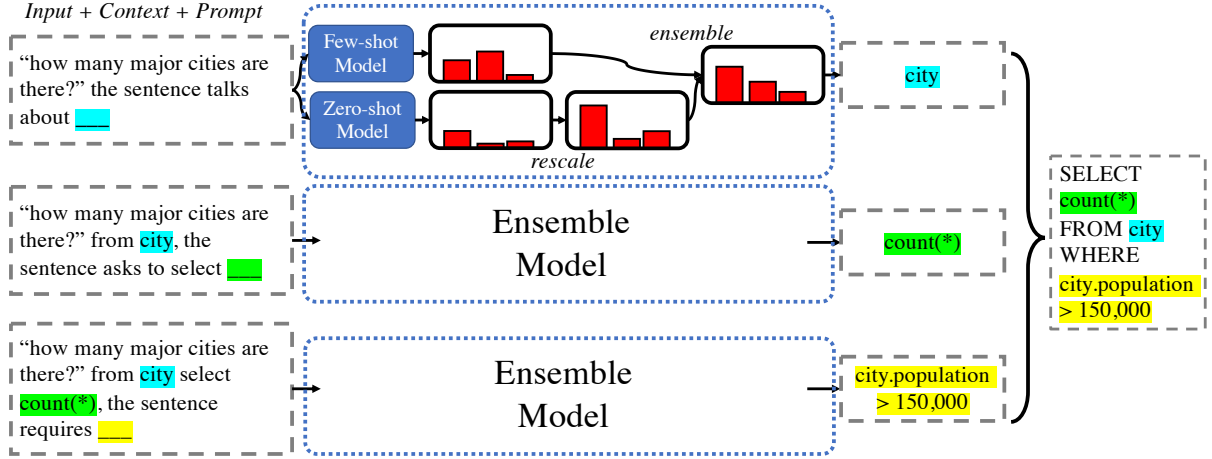 Input + Context + Prompt
“how many major cities are
there?” the sentence talks
about ___
Few-shot
Model
Zero-shot
Model
rescale
ensemble
city
“how many major cities are
there?” from city, the
sentence asks to select ___
Ensemble
Model
count(*)
“how many major cities are
there?” from city select
count(*), the sentence
requires ___
Ensemble
Model
city.population
> 150,000
SELECT
count(*)
FROM city
WHERE
city.population
> 150,000